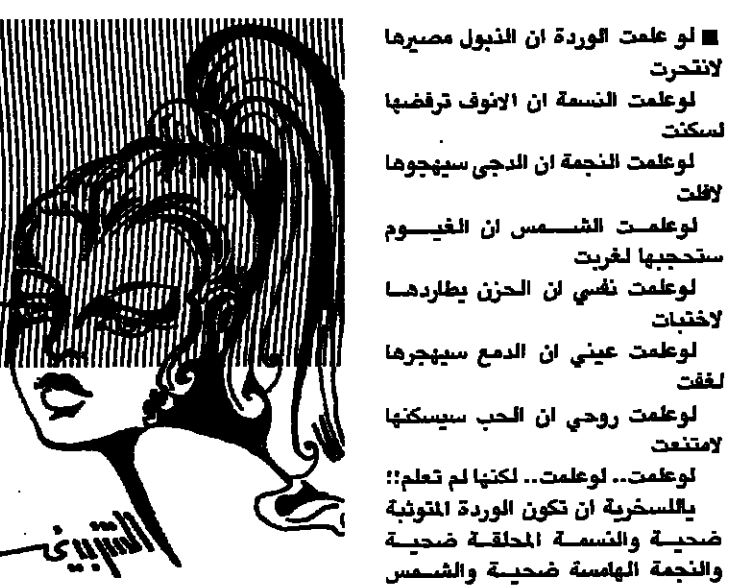 ■ لو علمت الوردة ان الذبول مصيرها
لانتحرت
لوعلمت النسمة ان الانوف ترفضها
لسكنت
لوعلمت النجمة ان الدجى سيهجوها
لافلت
لوعلمت الشمس ان الغيوم
ستحجبها لغربت
لوعلمت نفسي ان الحزن يطاردها
لاختبات
لوعلمت عيني ان الدمع سيهجرها
لغفت
لوعلمت روحي ان الحب سيسكنها
لامتنعت
لوعلمت.. لوعلمت.. لكنها لم تعلم!!
ياللسخرية ان تكون الوردة المتوثبة
ضحية والنسمة المحلقة ضحية
والنجمة الهامسة ضحية والشمس